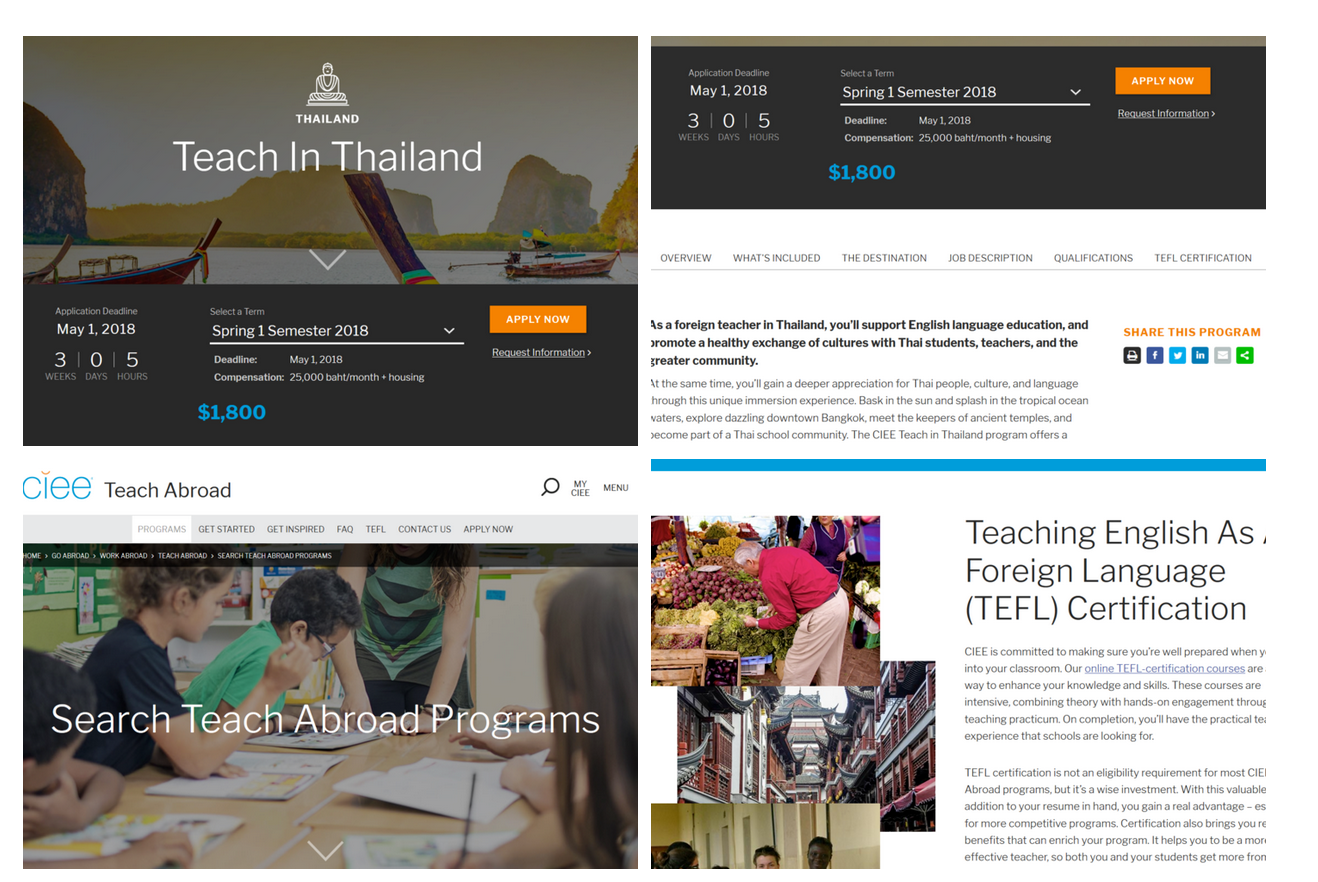 THAILAND
Teach In Thailand
Application Deadline
May 1, 2018
3 | 0 | 5
WEEKS DAYS HOURS
Select a Term
Spring 1 Semester 2018
Deadline: May 1, 2018
Compensation: 25,000 baht/month + housing
$1,800
APPLY NOW
Request Information >
Application Deadline
May 1, 2018
3 | 0 | 5
WEEKS DAYS HOURS
Select a Term
Spring 1 Semester 2018
Deadline: May 1, 2018
Compensation: 25,000 baht/month + housing
$1,800
APPLY NOW
Request Information >
OVERVIEW WHAT'S INCLUDED THE DESTINATION JOB DESCRIPTION QUALIFICATIONS TEFL CERTIFICATION
As a foreign teacher in Thailand, you'll support English language education, and
promote a healthy exchange of cultures with Thai students, teachers, and the
greater community.
At the same time, you'll gain a deeper appreciation for Thai people, culture, and language
through this unique immersion experience. Bask in the sun and splash in the tropical ocean
waters, explore dazzling downtown Bangkok, meet the keepers of ancient temples, and
become part of a Thai school community. The CIEE Teach in Thailand program offers a
SHARE THIS PROGRAM
ciee Teach Abroad
MY
CIEE
MENU
PROGRAMS GET STARTED GET INSPIRED FAQ TEFL CONTACT US APPLY NOW
HOME > GO ABROAD > WORK ABROAD > TEACH ABROAD > SEARCH TEACH ABROAD PROGRAMS
Search Teach Abroad Programs
Teaching English As
Foreign Language
(TEFL) Certification
CIEE is committed to making sure you're well prepared when
into your classroom. Our online TEFL-certification courses are
way to enhance your knowledge and skills. These courses are
intensive, combining theory with hands-on engagement
teaching practicum. On completion, you'll have the practical
experience that schools are looking for.
TEFL certification is not an eligibility requirement for most
Abroad programs, but it's a wise investment. With this valuable
addition to your resume in hand, you gain a real advantage –
for more competitive programs. Certification also brings you
benefits that can enrich your program. It helps you to be a
effective teacher, so both you and your students get more